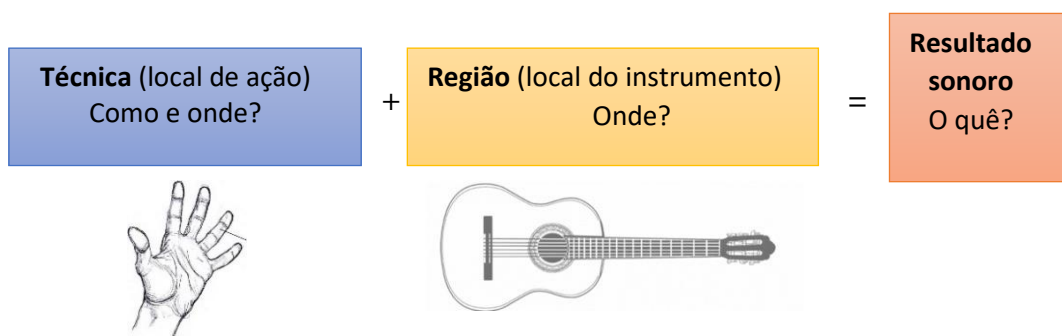 Técnica (local de ação)
Como e onde?
+
Região (local do instrumento)
Onde?
=
Resultado
sonoro
O quê?